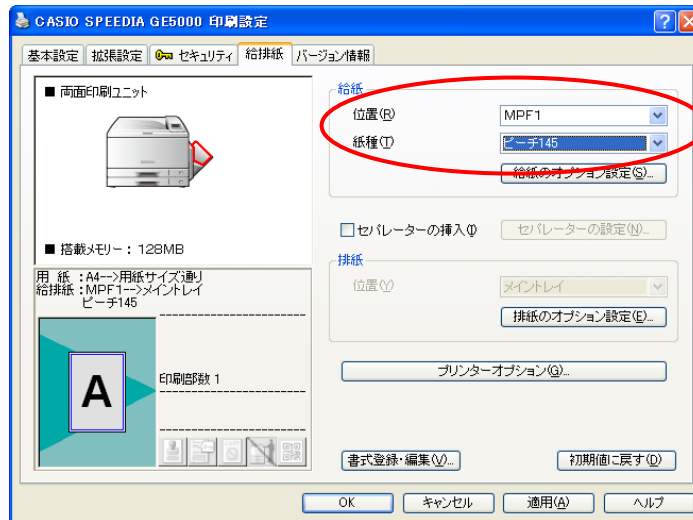 CASIO SPEEDIA GE5000 印刷設定
基本設定 拡張設定 セキュリティ 給排紙 バージョン情報
■ 両面印刷ユニット
■ 搭載メモリー： 128MB
用 紙 ：A4-->用紙サイズ通り
給排紙：MPF1-->メイントレイ
ピーチ145
A
印刷部数 1
給紙
位置(R) MPF1
紙種(T) ピーチ145
給紙のオプション設定(S)...
セパレーターの挿入(I) セパレーターの設定(N)...
排紙
位置(Y) メイントレイ
排紙のオプション設定(E)...
プリンターオプション(G)...
書式登録・編集(V)... 初期値に戻す(D)
OK キャンセル 適用(A) ヘルプ